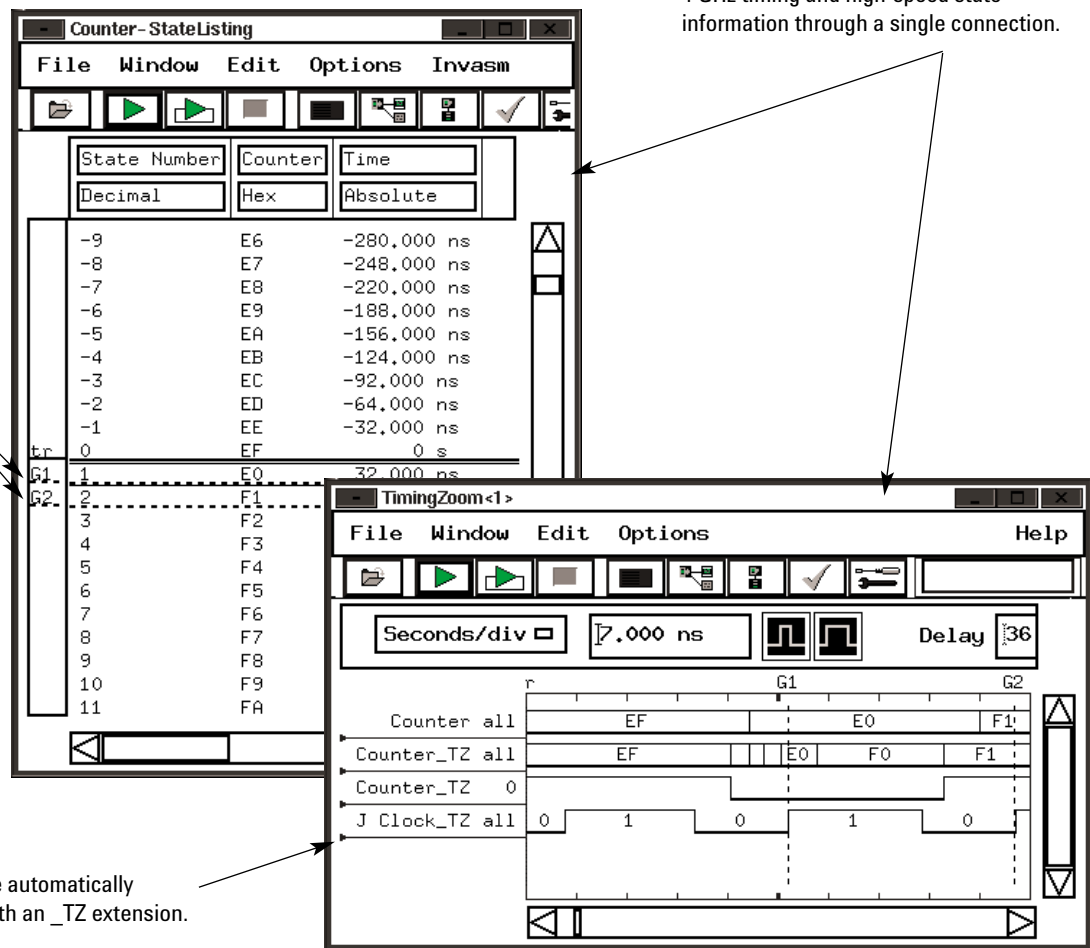 4 GHz timing and high-speed state
information through a single connection.
Counter-StateListing
File Window Edit Options Invasm
State Number Counter Time
Decimal Hex Absolute
-9 E6 -280.000 ns
-8 E7 -248.000 ns
-7 E8 -220.000 ns
-6 E9 -188.000 ns
-5 EA -156.000 ns
-4 EB -124.000 ns
-3 EC -92.000 ns
-2 ED -64.000 ns
-1 EE -32.000 ns
tr 0 EF 0 s
G1 1 E0 32.000 ns
G2 2 F1
3 F2
4 F3
5 F4
6 F5
7 F6
8 F7
9 F8
10 F9
11 FA
TimingZoom<1>
File Window Edit Options Help
Seconds/div 7.000 ns Delay 36
r G1 G2
Counter all EF E0 F1
Counter_TZ all EF E0 F0 F1
Counter_TZ 0
J Clock_TZ all 0 1 0 1 0
e automatically
th an _TZ extension.